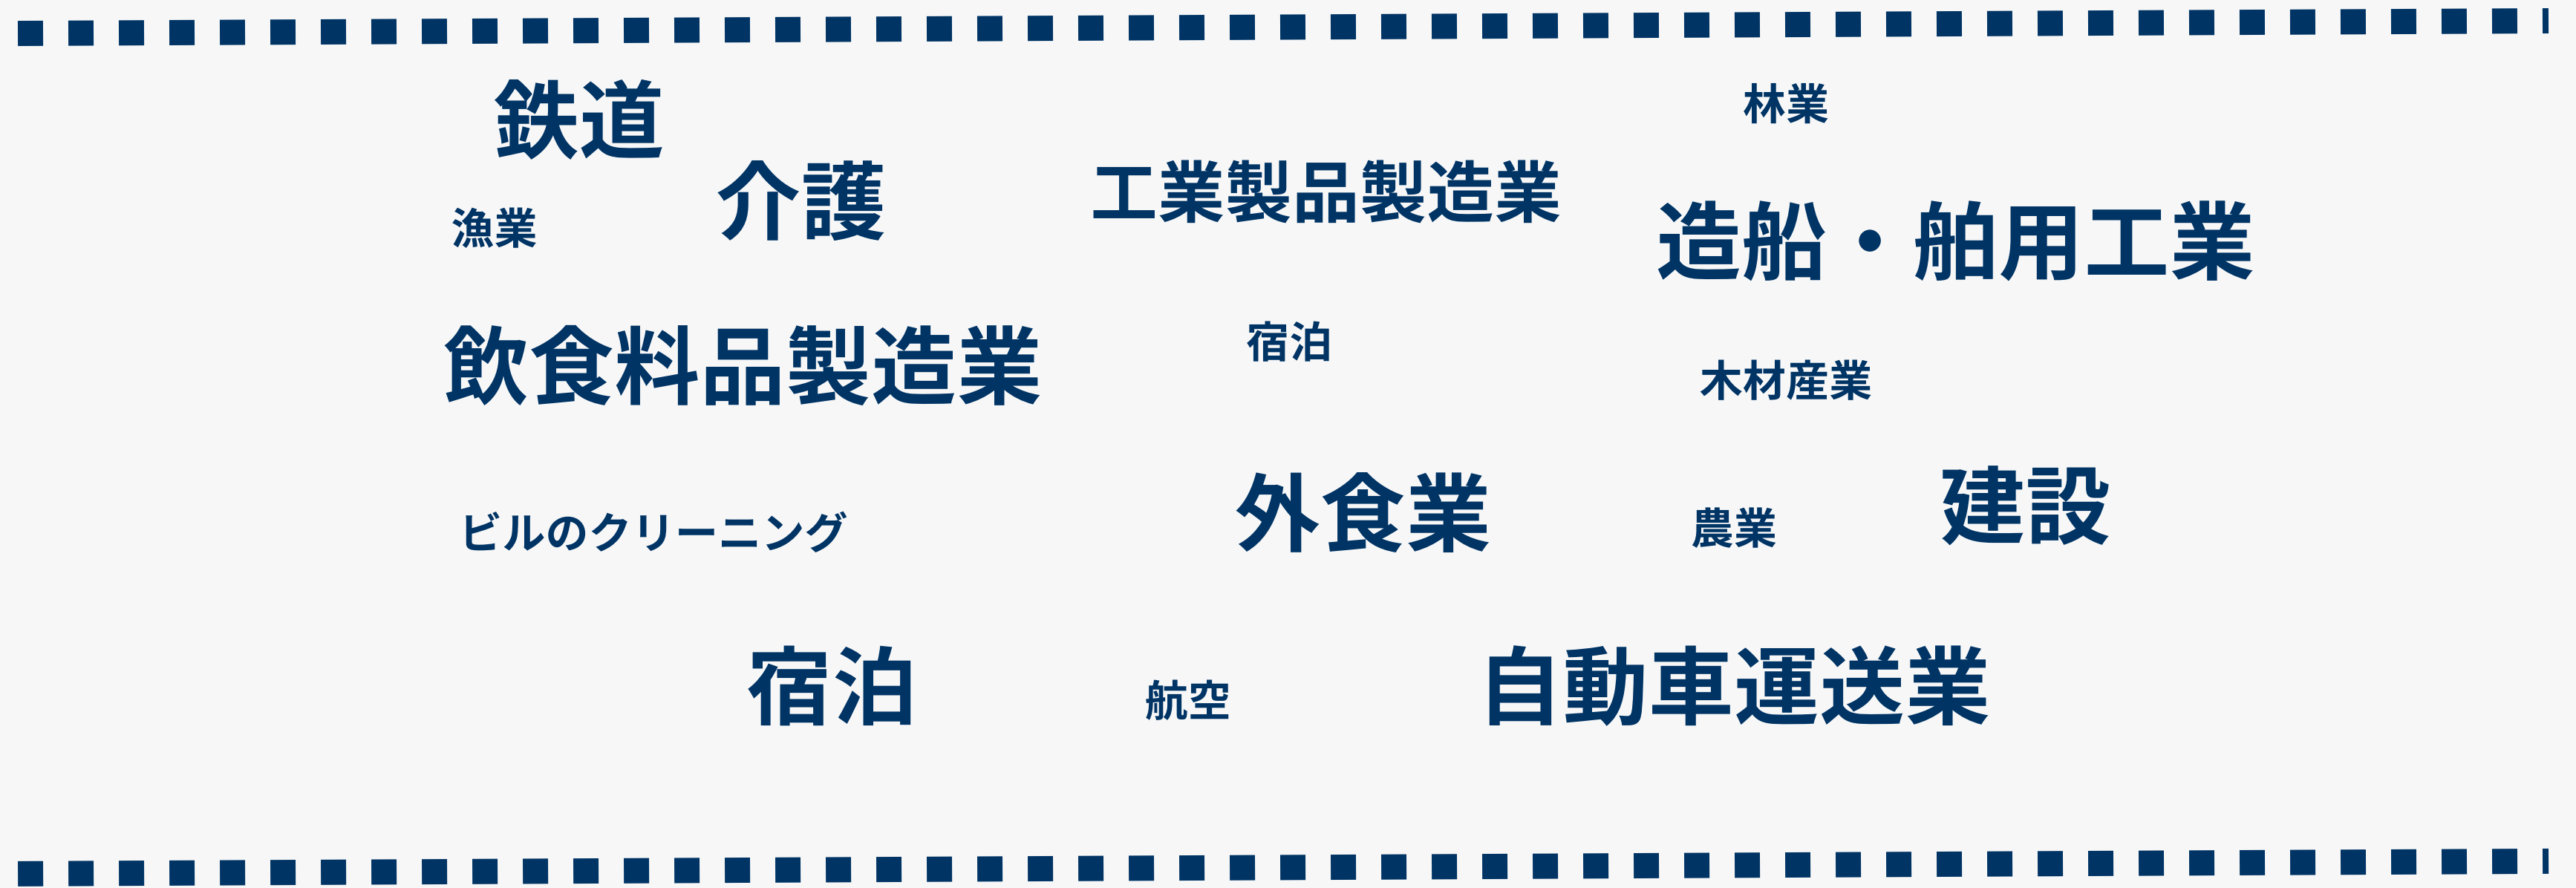 鉄道
林業
介護
工業製品製造業
漁業
造船・舶用工業
飲食料品製造業
宿泊
木材産業
ビルのクリーニング
外食業
農業
建設
宿泊
航空
自動車運送業